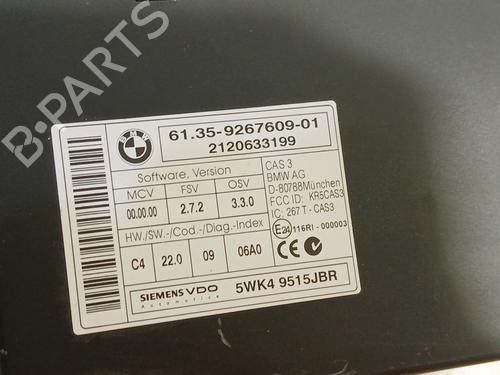 B-PARTS
BMW
61.35-9267609-01
2120633199
Software, Version
MCV FSV OSV
00.00.00 2.7.2 3.3.0
HW./SW.-/Cod.-/Diag.-Index
C4 22.0 09 06A0
CAS 3
BMW AG
D-80788München
FCC ID: KR5CAS3
IC: 267 T - CAS3
E24 116RI - 000003
CE
SIEMENS VDO
Automotive
5WK4 9515JBR